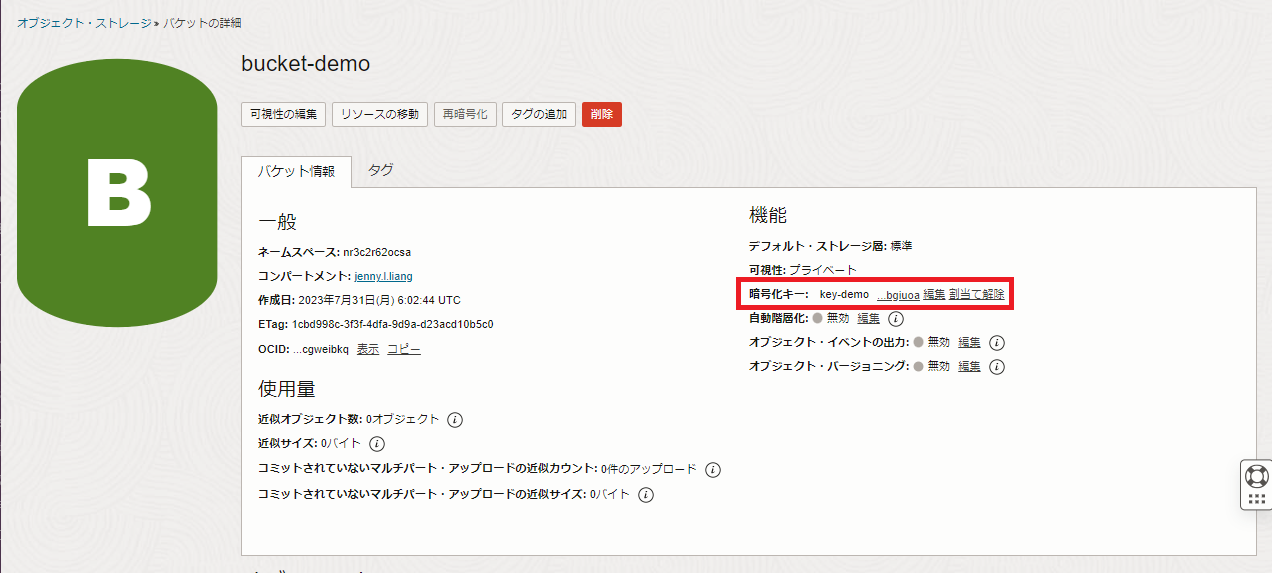 オブジェクト・ストレージ » バケットの詳細
B
bucket-demo
可視性の編集 リソースの移動 再暗号化 タグの追加 削除
バケット情報 タグ
一般
ネームスペース: nr3c2r62ocsa
コンパートメント: jenny.l.liang
作成日: 2023年7月31日(月) 6:02:44 UTC
ETag: 1cbd998c-3f3f-4dfa-9d9a-d23acd10b5c0
OCID: ...cgweibkq 表示 コピー
使用量
近似オブジェクト数: 0オブジェクト i
近似サイズ: 0バイト i
コミットされていないマルチパート・アップロードの近似カウント: 0件のアップロード i
コミットされていないマルチパート・アップロードの近似サイズ: 0バイト i
機能
デフォルト・ストレージ層: 標準
可視性: プライベート
暗号化キー: key-demo ...bgiuoa 編集 割当て解除
自動階層化: 無効 編集 i
オブジェクト・イベントの出力: 無効 編集 i
オブジェクト・バージョニング: 無効 編集 i